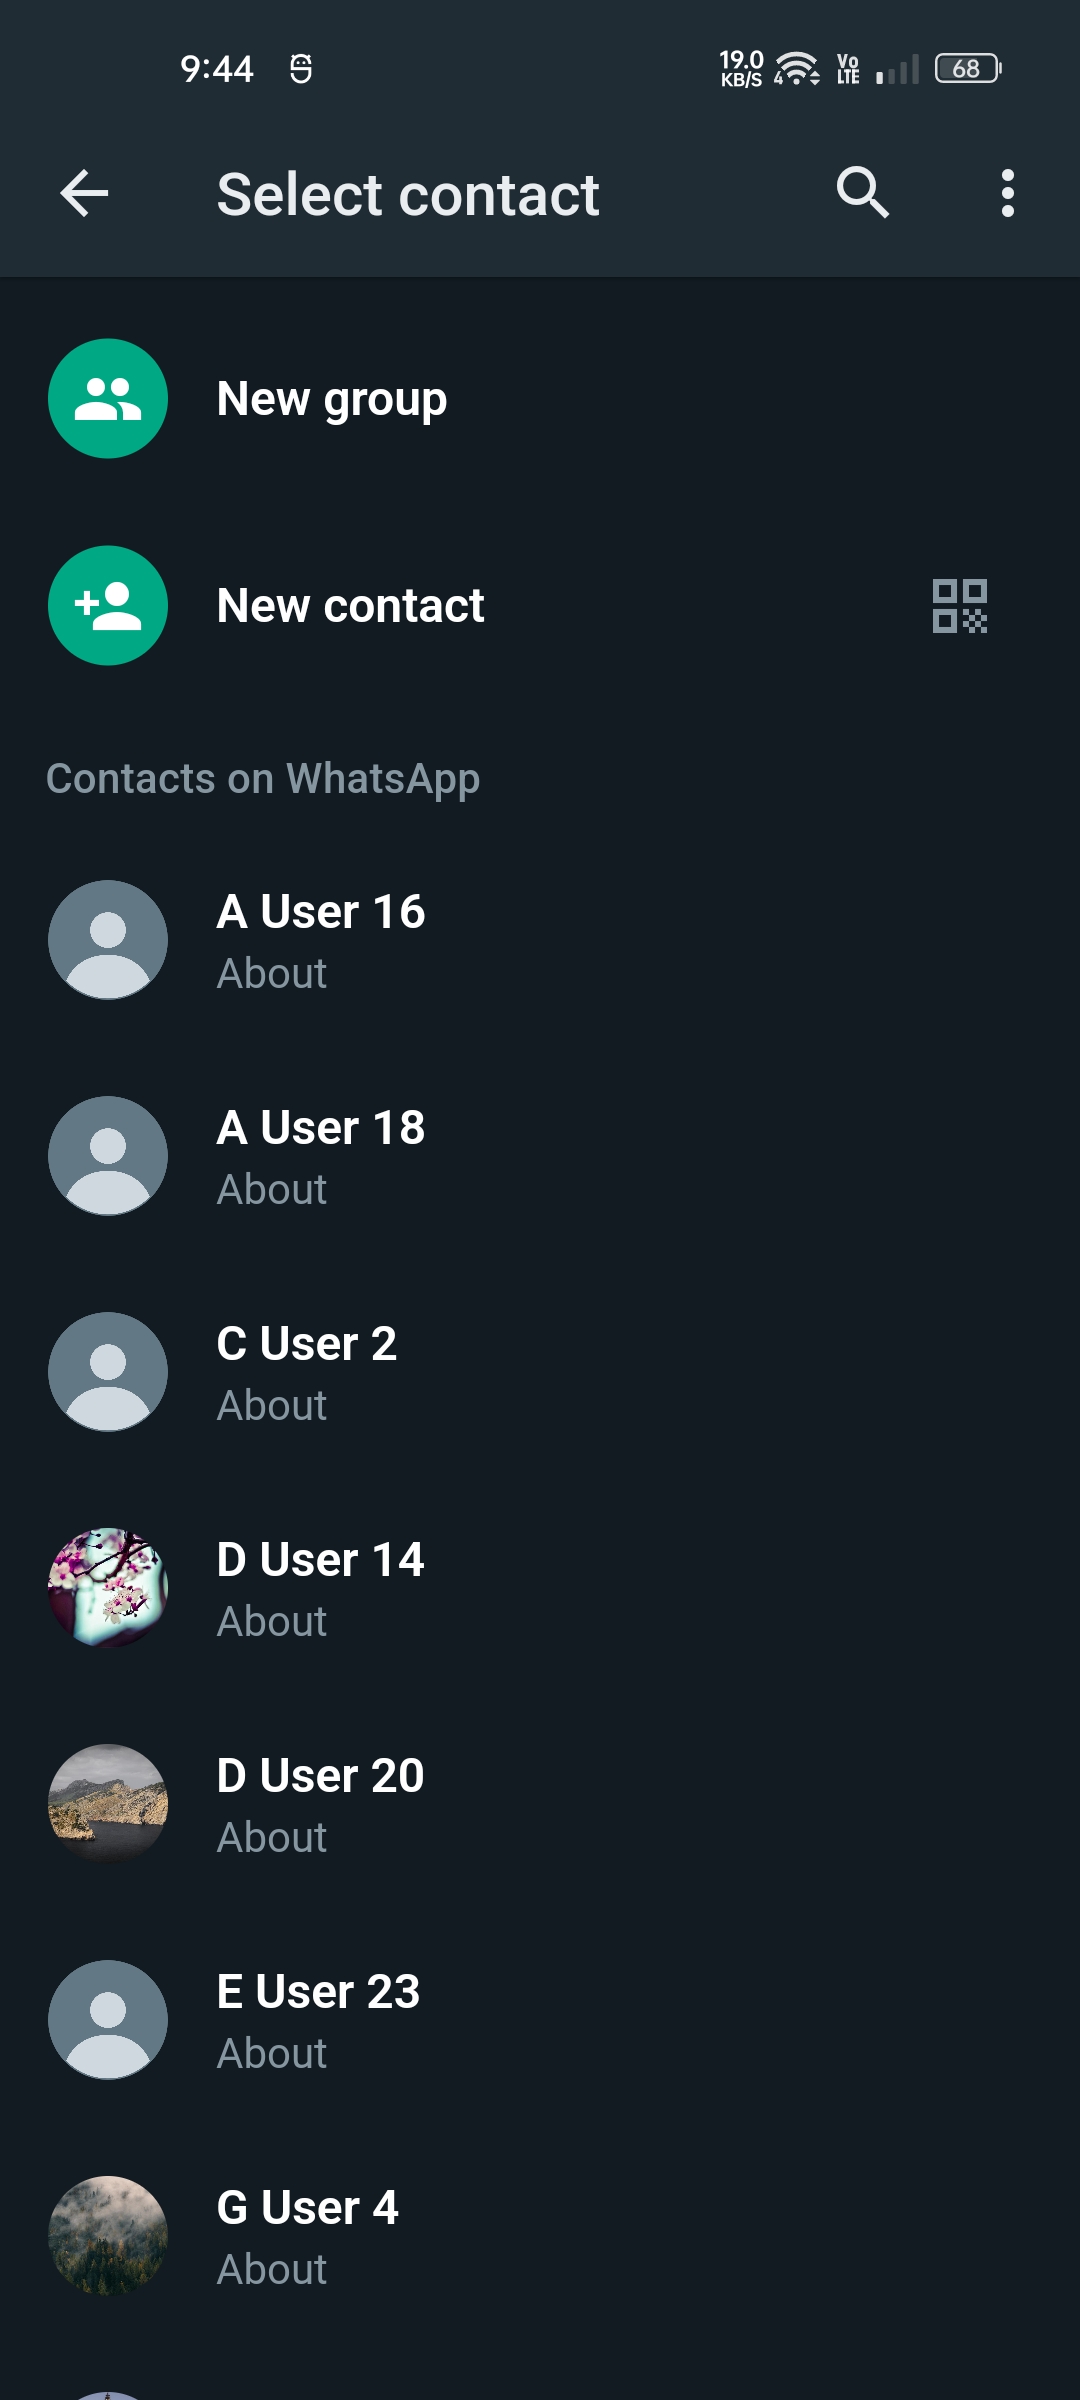 9:44 19.0 KB/S 4 Vo LTE 68
Select contact
New group
New contact
Contacts on WhatsApp
A User 16
About
A User 18
About
C User 2
About
D User 14
About
D User 20
About
E User 23
About
G User 4
About